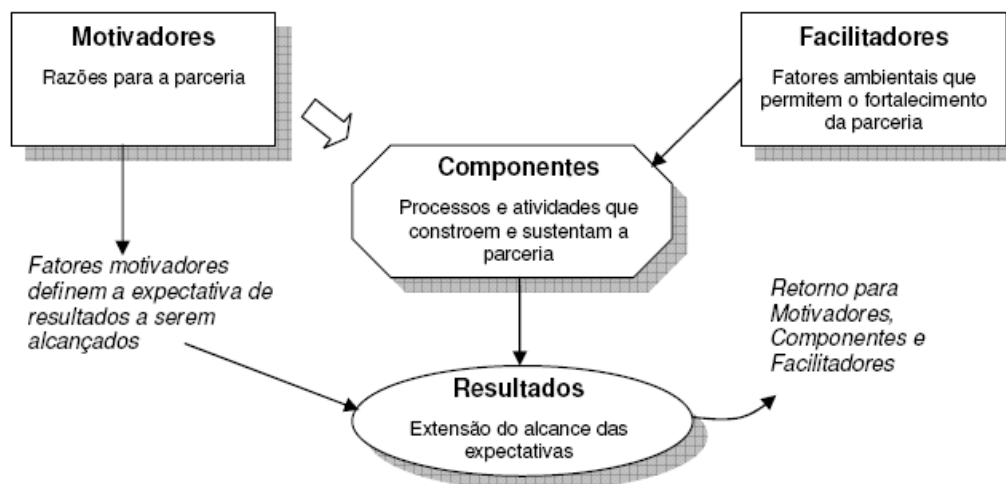 Motivadores
Razões para a parceria
Facilitadores
Fatores ambientais que
permitem o fortalecimento
da parceria
Componentes
Processos e atividades que
constroem e sustentam a
parceria
Fatores motivadores
definem a expectativa de
resultados a serem
alcançados
Retorno para
Motivadores,
Componentes e
Facilitadores
Resultados
Extensão do alcance das
expectativas